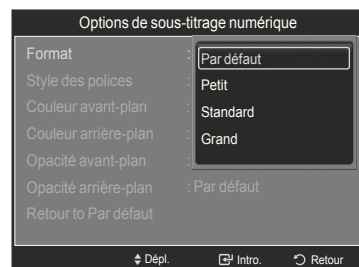 Options de sous-titrage numérique
Format : Par défaut
Style des polices : Petit
Couleur avant-plan : Standard
Couleur arrière-plan : Grand
Opacité avant-plan :
Opacité arrière-plan : Par défaut
Retour to Par défaut
Dépl. Intro. Retour